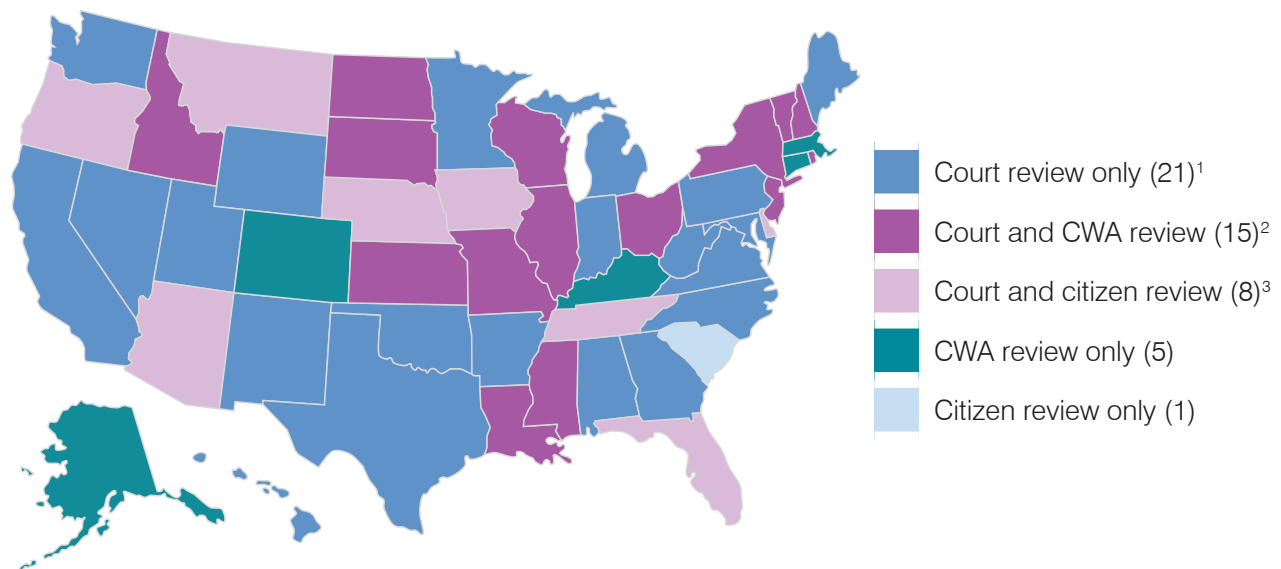 Court review only (21)¹
Court and CWA review (15)²
Court and citizen review (8)³
CWA review only (5)
Citizen review only (1)